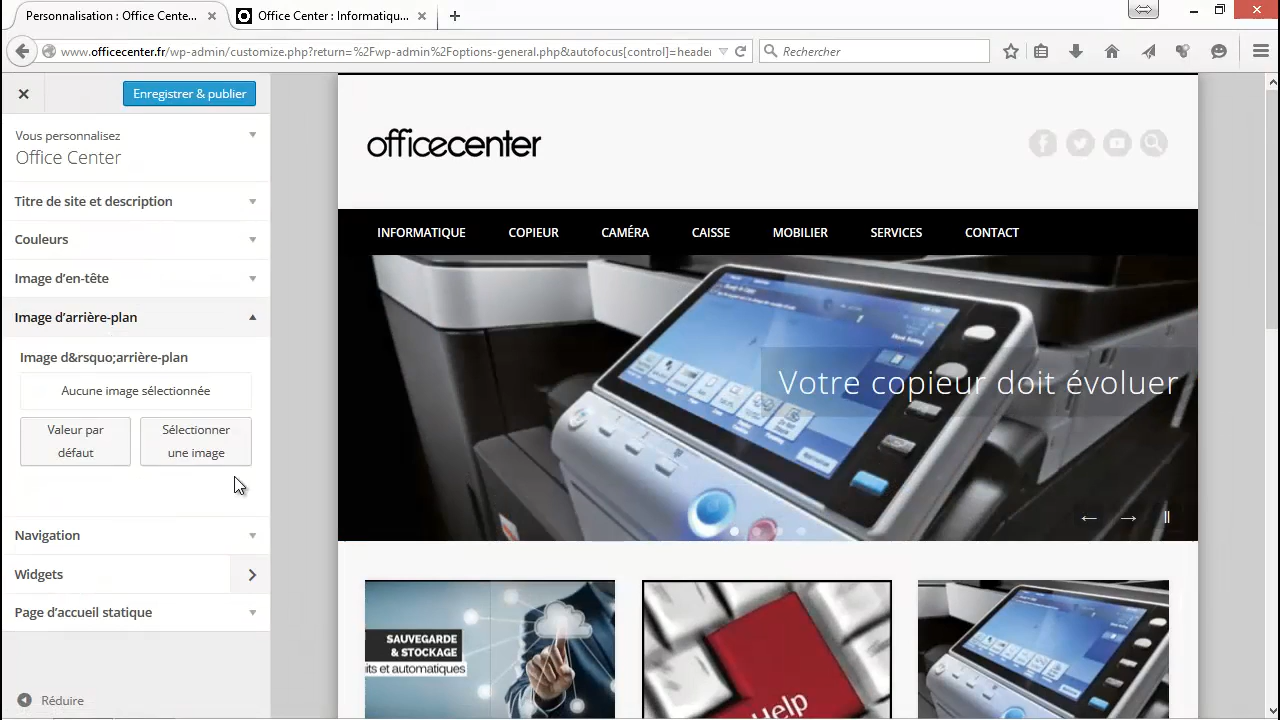 Personnalisation : Office Cente...
Office Center : Informatiqu...
www.officecenter.fr/wp-admin/customize.php?return=%2Fwp-admin%2Foptions-general.php&autofocus[control]=heade
Rechercher
Enregistrer & publier
Vous personnalisez
Office Center
Titre de site et description
Couleurs
Image d’en-tête
Image d’arrière-plan
Image d&rsquo;arrière-plan
Aucune image sélectionnée
Valeur par
défaut
Sélectionner
une image
Navigation
Widgets
Page d’accueil statique
Réduire
officecenter
INFORMATIQUE COPIEUR CAMÉRA CAISSE MOBILIER SERVICES CONTACT
Votre copieur doit évoluer
SAUVEGARDE
& STOCKAGE
its et automatiques
Help